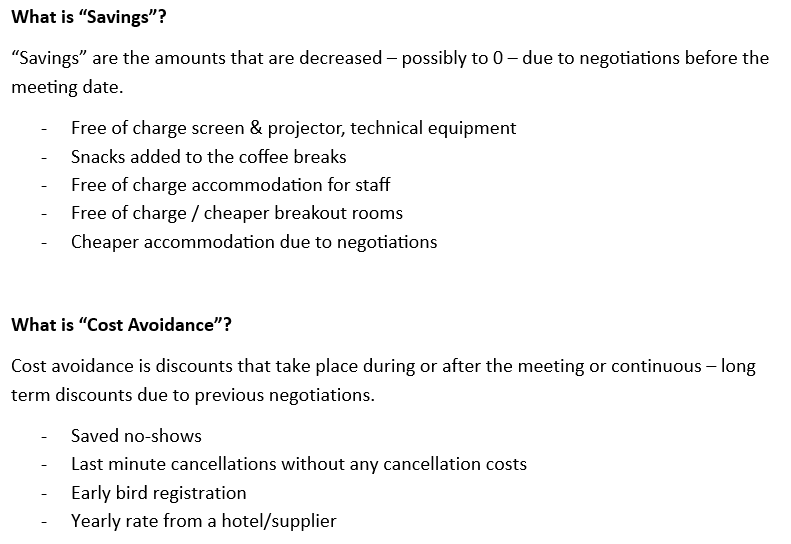 What is “Savings”?
“Savings” are the amounts that are decreased – possibly to 0 – due to negotiations before the
meeting date.
- Free of charge screen & projector, technical equipment
- Snacks added to the coffee breaks
- Free of charge accommodation for staff
- Free of charge / cheaper breakout rooms
- Cheaper accommodation due to negotiations
What is “Cost Avoidance”?
Cost avoidance is discounts that take place during or after the meeting or continuous – long
term discounts due to previous negotiations.
- Saved no-shows
- Last minute cancellations without any cancellation costs
- Early bird registration
- Yearly rate from a hotel/supplier